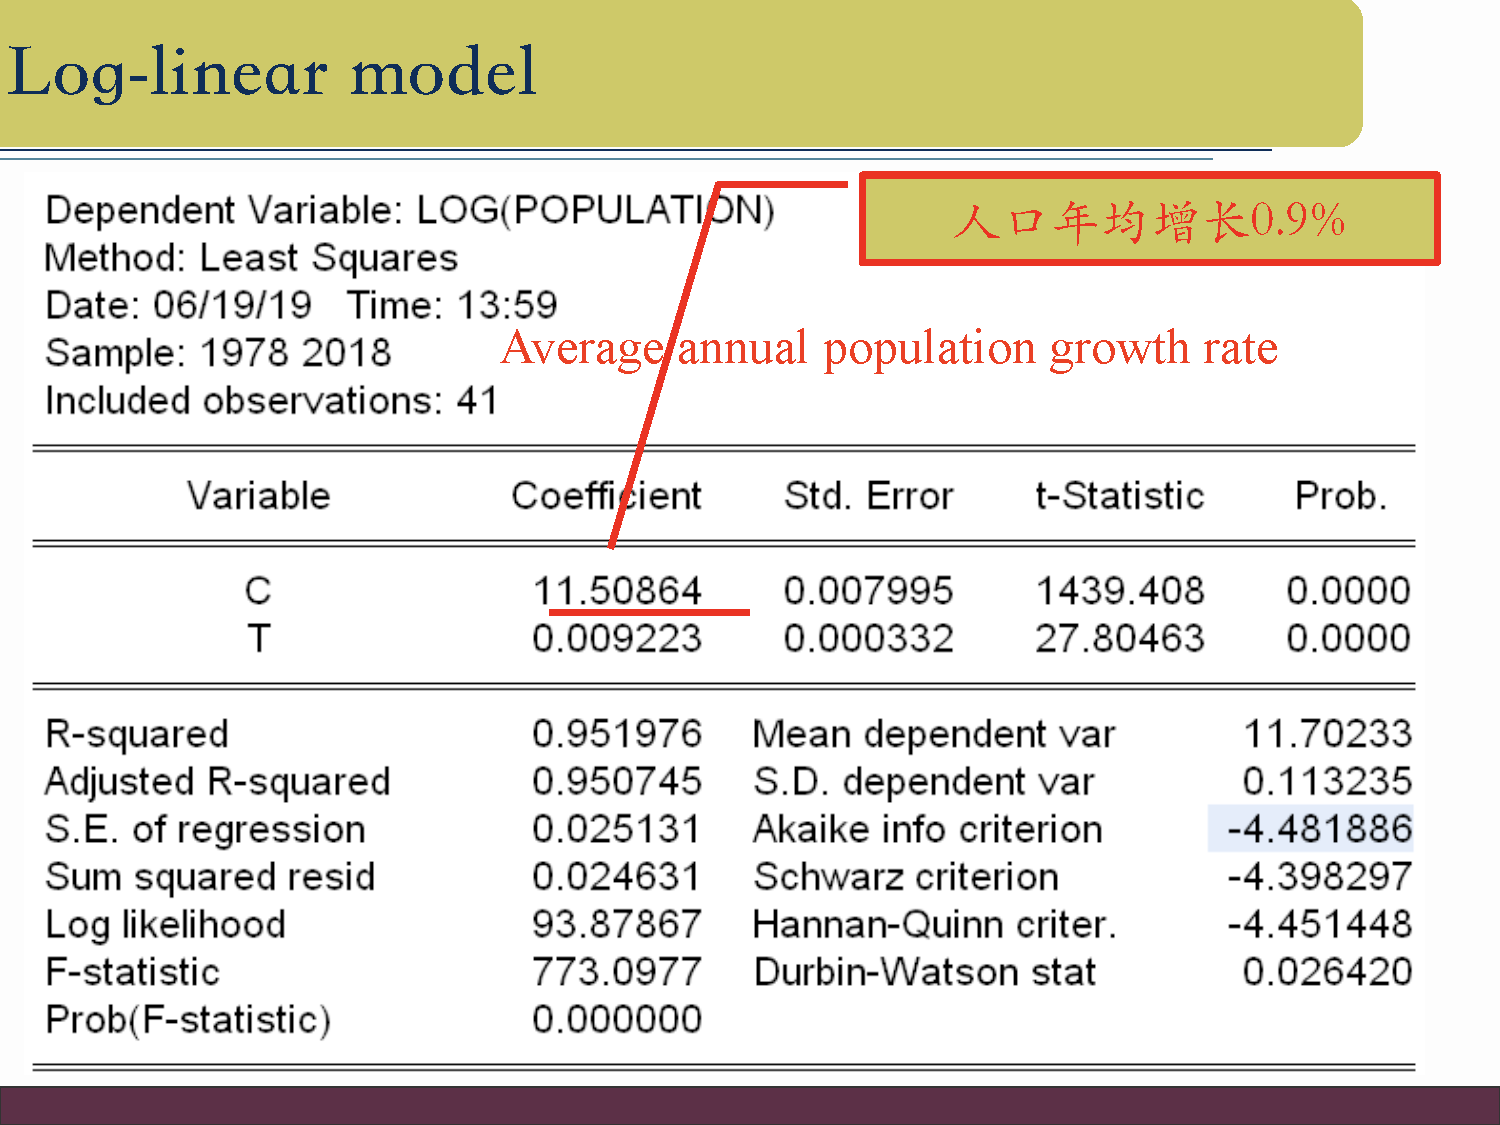 Log-linear model
人口年均增长0.9%
Dependent Variable: LOG(POPULATION)
Method: Least Squares
Date: 06/19/19 Time: 13:59
Average annual population growth rate
Sample: 1978 2018
Included observations: 41
Variable Coefficient Std. Error t-Statistic Prob.
C 11.50864 0.007995 1439.408 0.0000
T 0.009223 0.000332 27.80463 0.0000
R-squared 0.951976 Mean dependent var 11.70233
Adjusted R-squared 0.950745 S.D. dependent var 0.113235
S.E. of regression 0.025131 Akaike info criterion -4.481886
Sum squared resid 0.024631 Schwarz criterion -4.398297
Log likelihood 93.87867 Hannan-Quinn criter. -4.451448
F-statistic 773.0977 Durbin-Watson stat 0.026420
Prob(F-statistic) 0.000000